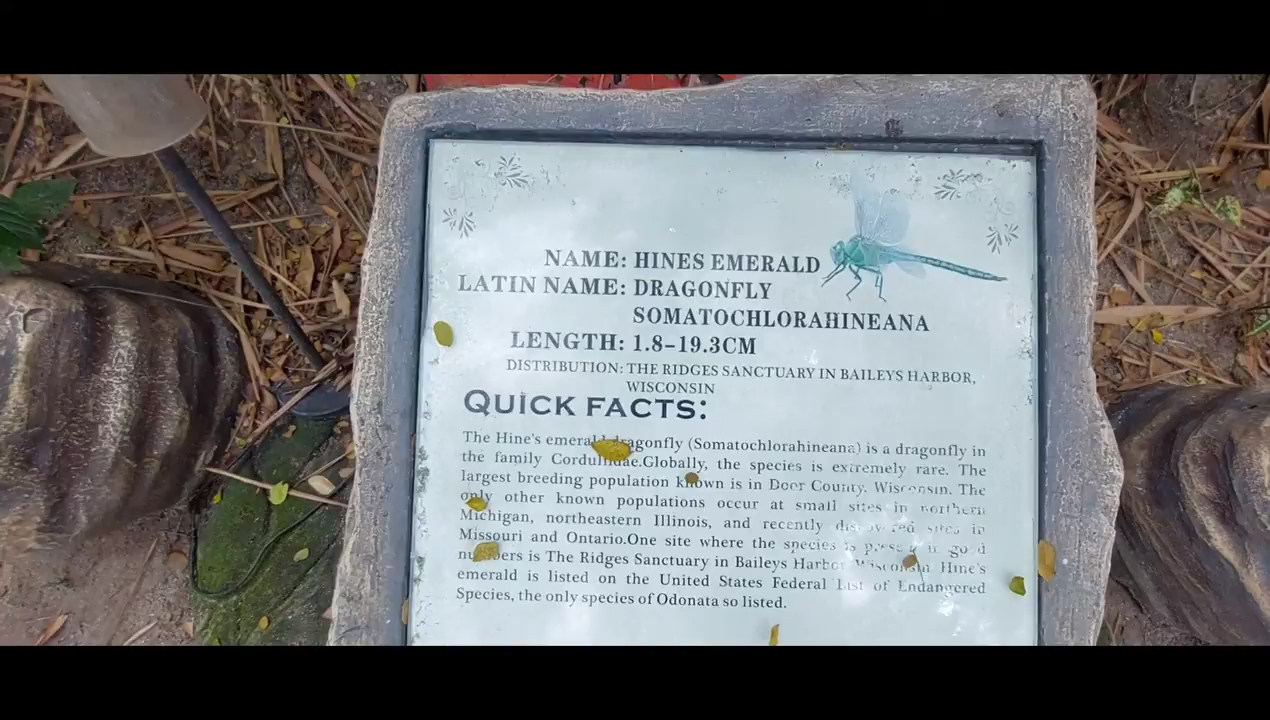 NAME: HINES EMERALD
LATIN NAME: DRAGONFLY
SOMATOCHLORAHINEANA
LENGTH: 1.8-19.3CM
DISTRIBUTION: THE RIDGES SANCTUARY IN BAILEYS HARBOR,
WISCONSIN
QUICK FACTS:
The Hine's emerald dragonfly (Somatochlorahineana) is a dragonfly in
the family Corduliidae.Globally, the species is extremely rare. The
largest breeding population known is in Door County, Wisconsin. The
only other known populations occur at small sites in northern
Michigan, northeastern Illinois, and recently discovered sites in
Missouri and Ontario.One site where the species is present in good
numbers is The Ridges Sanctuary in Baileys Harbor Wisconsin. Hine's
emerald is listed on the United States Federal List of Endangered
Species, the only species of Odonata so listed.